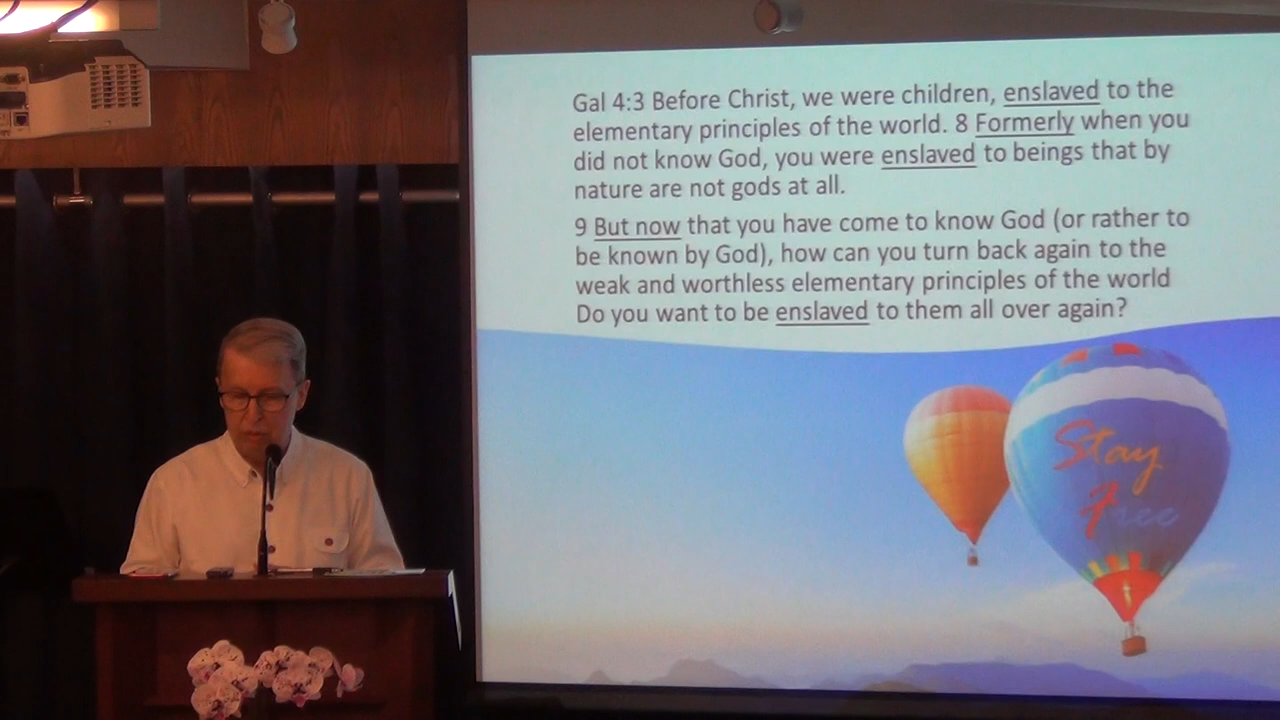 Gal 4:3 Before Christ, we were children, enslaved to the
elementary principles of the world. 8 Formerly when you
did not know God, you were enslaved to beings that by
nature are not gods at all.
9 But now that you have come to know God (or rather to
be known by God), how can you turn back again to the
weak and worthless elementary principles of the world
Do you want to be enslaved to them all over again?
Stay
Free